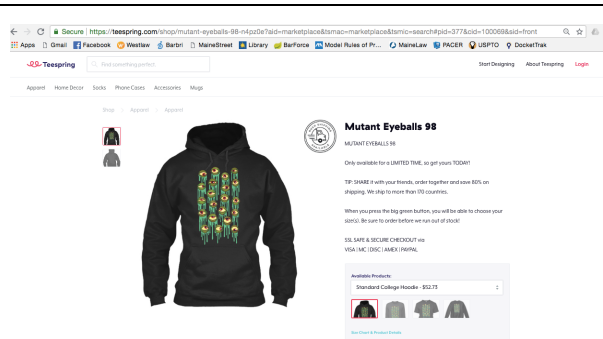 Secure | https://teespring.com/shop/mutant-eyeballs-98-n4pz0e?aid=marketplace&tsmac=marketplace&tsmic=search#pid=377&cid=100069&sid=front
Apps Gmail Facebook Westlaw Barbri MaineStreet Library BarForce Modal Rules of Pr... MaineLaw PACER USPTO DocketTrak
Teespring Find something perfect Start Designing About Teespring Login
Apparel Home Decor Socks Phone Cases Accessories Mugs
Shop Apparel Apparel
Mutant Eyeballs 98
MUTANT EYEBALLS 98
Only available for a LIMITED TIME, so get yours TODAY!
TIP: SHARE it with your friends, order together and save 80% on
shipping. We ship to more than 170 countries.
When you press the big green button, you will be able to choose your
size(s). Be sure to order before we run out of stock!
SSL SAFE & SECURE CHECKOUT via
VISA | MC | DISC | AMEX | PAYPAL
Available Products:
Standard College Hoodie - $52.73
Size Chart & Product Details